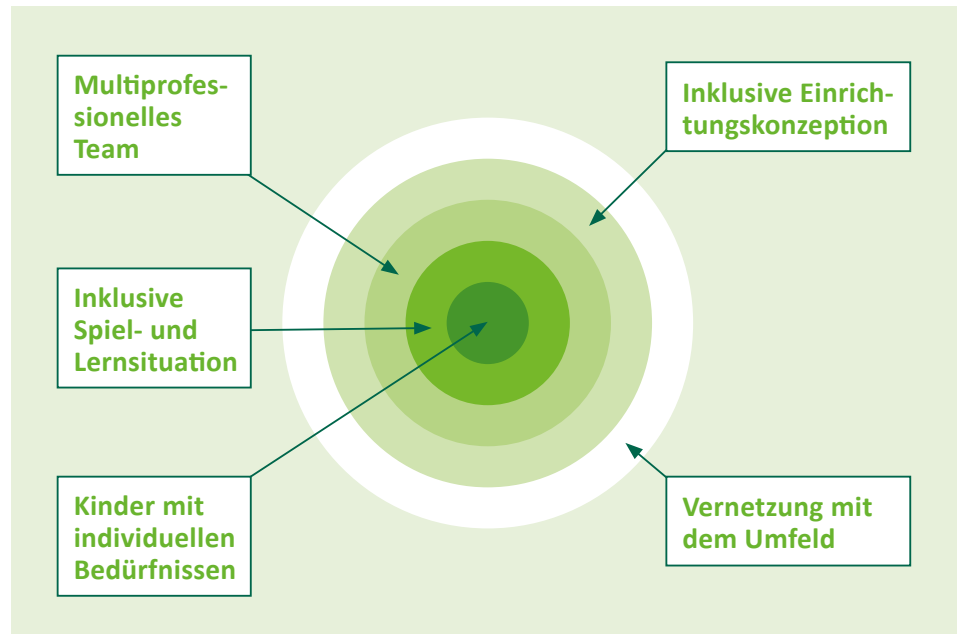 Multiprofes-
sionelles
Team
Inklusive Einrich-
tungskonzeption
Inklusive
Spiel- und
Lernsituation
Kinder mit
individuellen
Bedürfnissen
Vernetzung mit
dem Umfeld